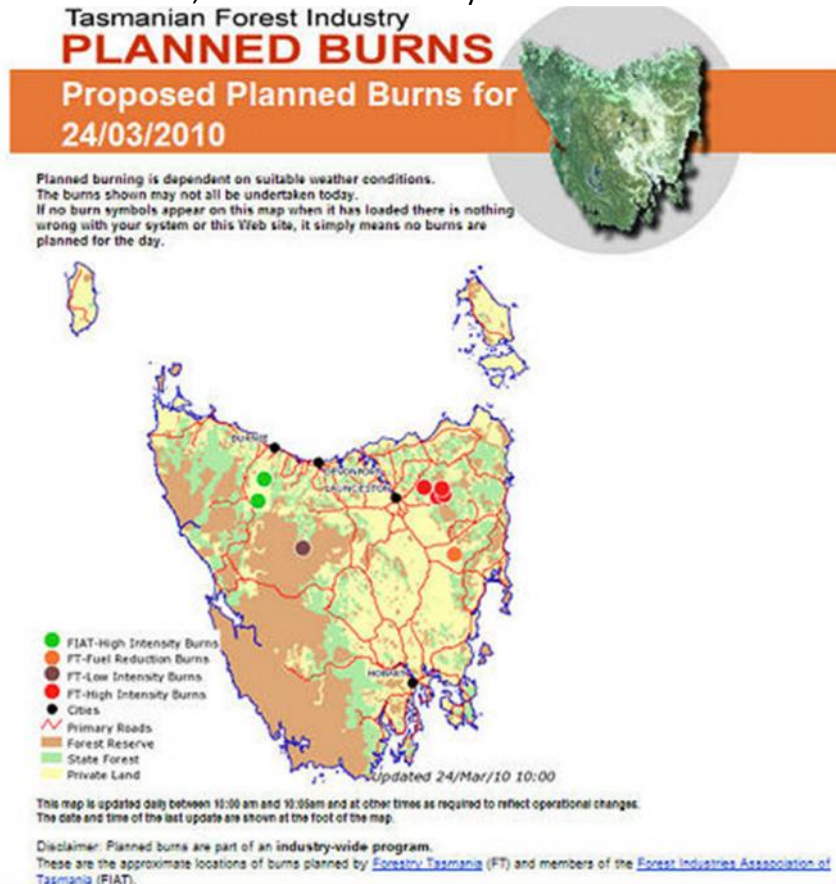 Tasmanian Forest Industry
PLANNED BURNS
Proposed Planned Burns for
24/03/2010
Planned burning is dependent on suitable weather conditions.
The burns shown may not all be undertaken today.
If no burn symbols appear on this map when it has loaded there is nothing
wrong with your system or this Web site, it simply means no burns are
planned for the day.
BURNIE
DEVONPORT
LAUNCESTON
HOBART
FIAT-High Intensity Burns
FT-Fuel Reduction Burns
FT-Low Intensity Burns
FT-High Intensity Burns
Cities
Primary Roads
Forest Reserve
State Forest
Private Land
Updated 24/Mar/10 10:00
This map is updated daily between 10:00 am and 10:05am and at other times as required to reflect operational changes.
The date and time of the last update are shown at the foot of the map.
Disclaimer: Planned burns are part of an industry-wide program.
These are the approximate locations of burns planned by Forestry Tasmania (FT) and members of the Forest Industries Asssociation of
Tasmania (FIAT).